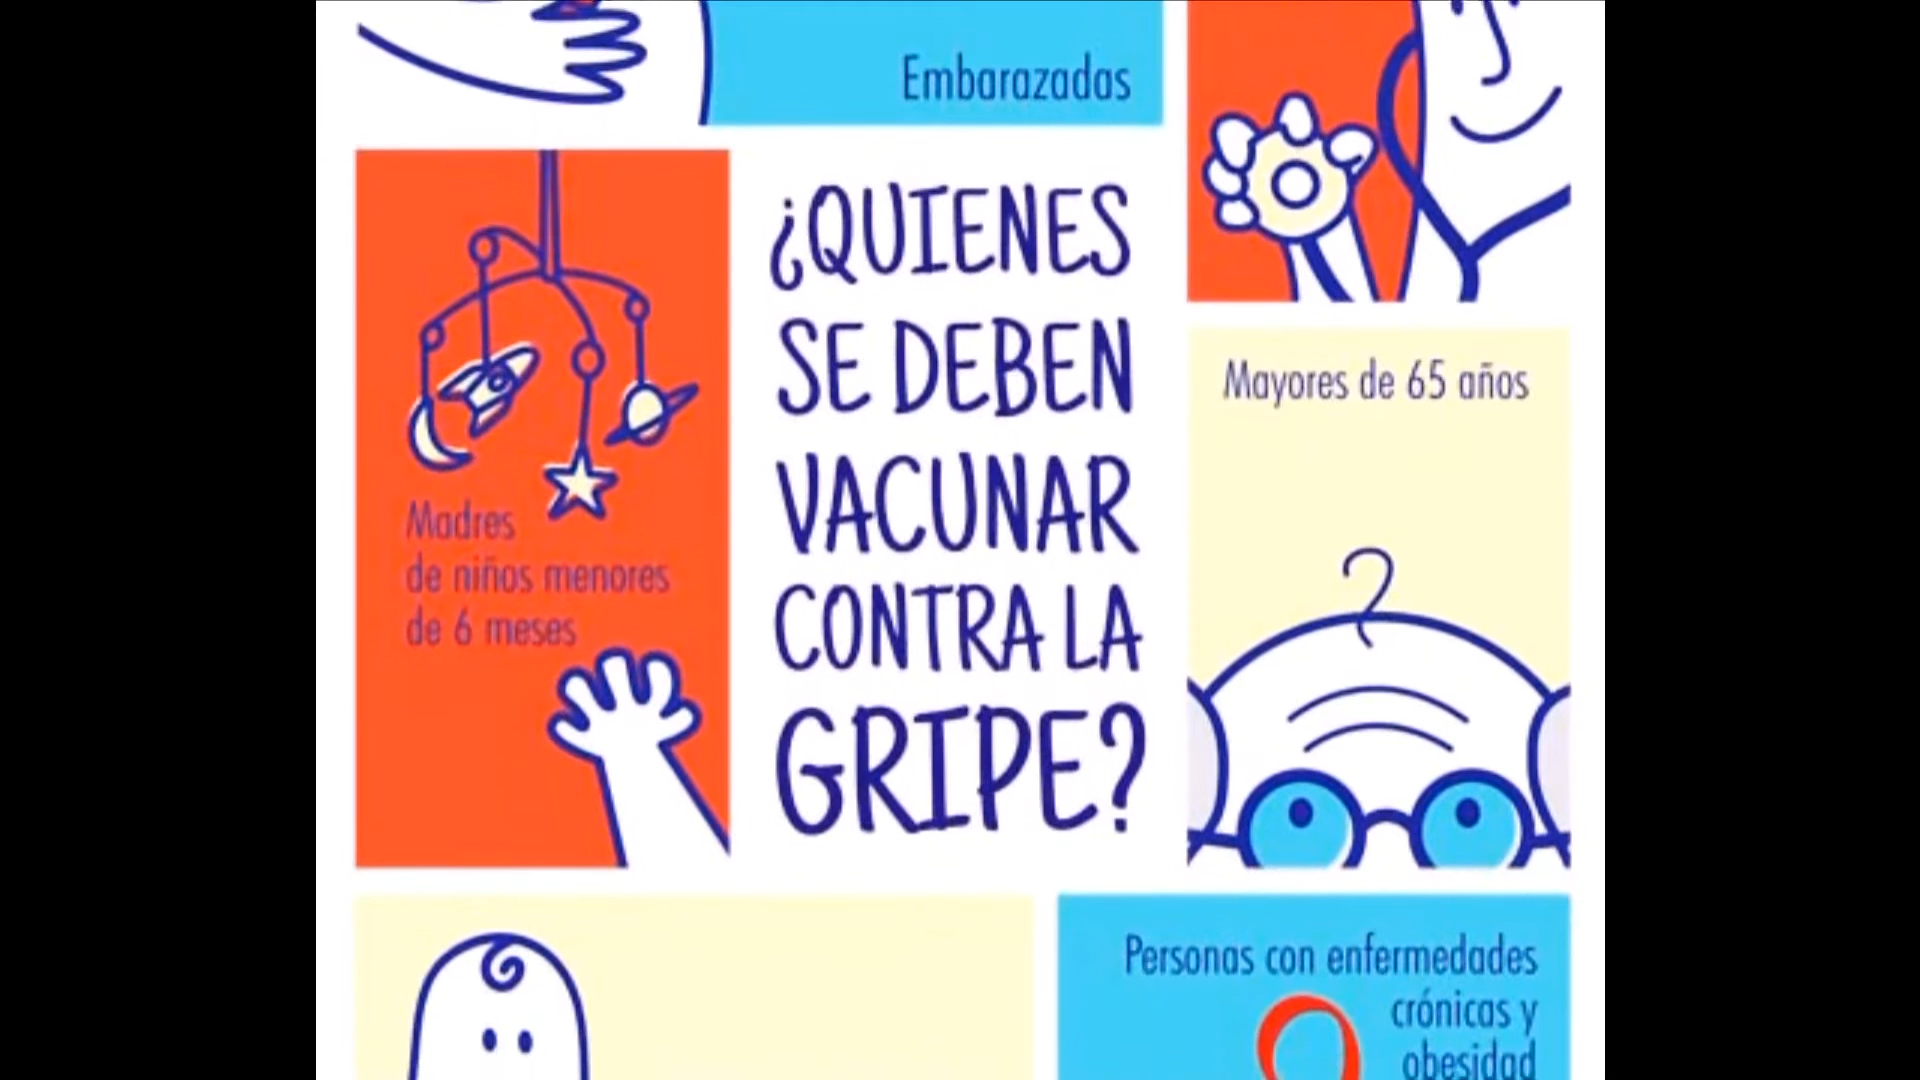 Embarazadas
¿QUIENES
SE DEBEN
VACUNAR
CONTRA LA
GRIPE?
Madres
de niños menores
de 6 meses
Mayores de 65 años
Personas con enfermedades
crónicas y
obesidad